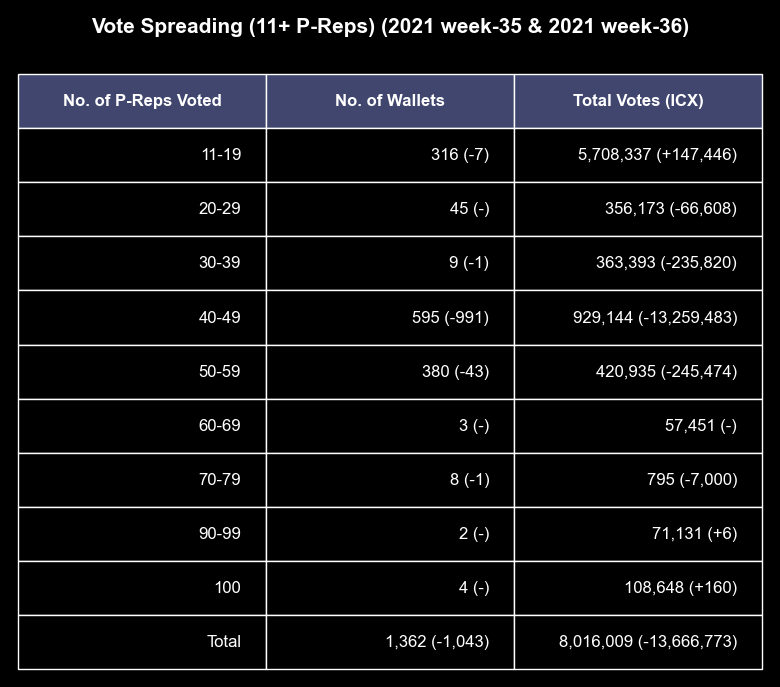 Vote Spreading (11+ P-Reps) (2021 week-35 & 2021 week-36)
No. of P-Reps Voted No. of Wallets Total Votes (ICX)
11-19 316 (-7) 5,708,337 (+147,446)
20-29 45 (-) 356,173 (-66,608)
30-39 9 (-1) 363,393 (-235,820)
40-49 595 (-991) 929,144 (-13,259,483)
50-59 380 (-43) 420,935 (-245,474)
60-69 3 (-) 57,451 (-)
70-79 8 (-1) 795 (-7,000)
90-99 2 (-) 71,131 (+6)
100 4 (-) 108,648 (+160)
Total 1,362 (-1,043) 8,016,009 (-13,666,773)